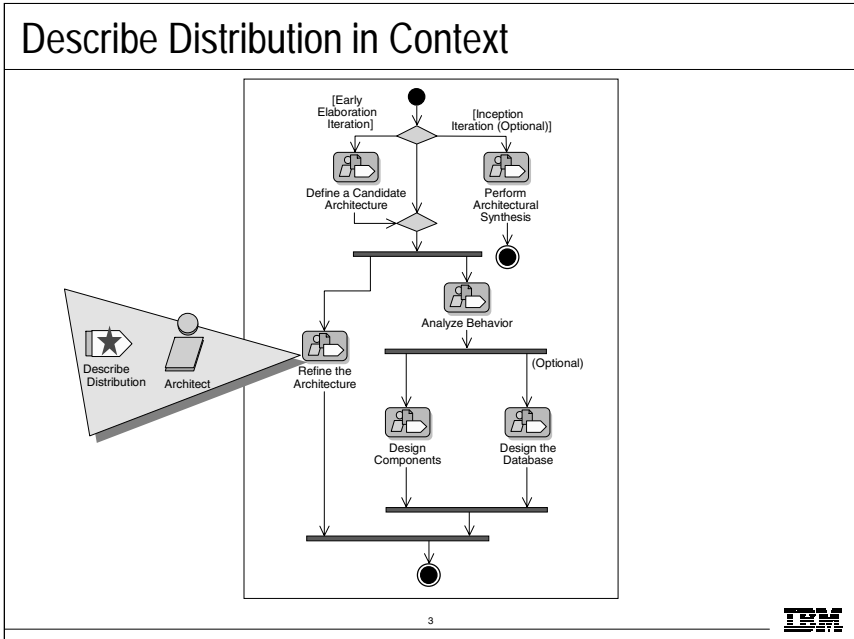 Describe Distribution in Context
[Early
Elaboration
Iteration]
[Inception
Iteration (Optional)]
Define a Candidate
Architecture
Perform
Architectural
Synthesis
Analyze Behavior
(Optional)
Describe
Distribution
Architect
Refine the
Architecture
Design
Components
Design the
Database
3
IBM